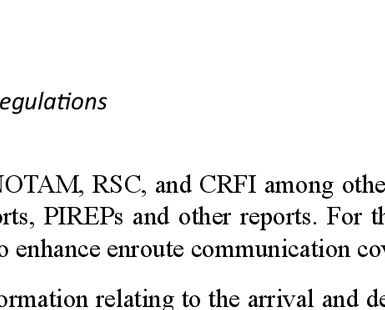 egulations
NOTAM, RSC, and CRFI among othe
orts, PIREPs and other reports. For th
o enhance enroute communication cov
ormation relating to the arrival and de